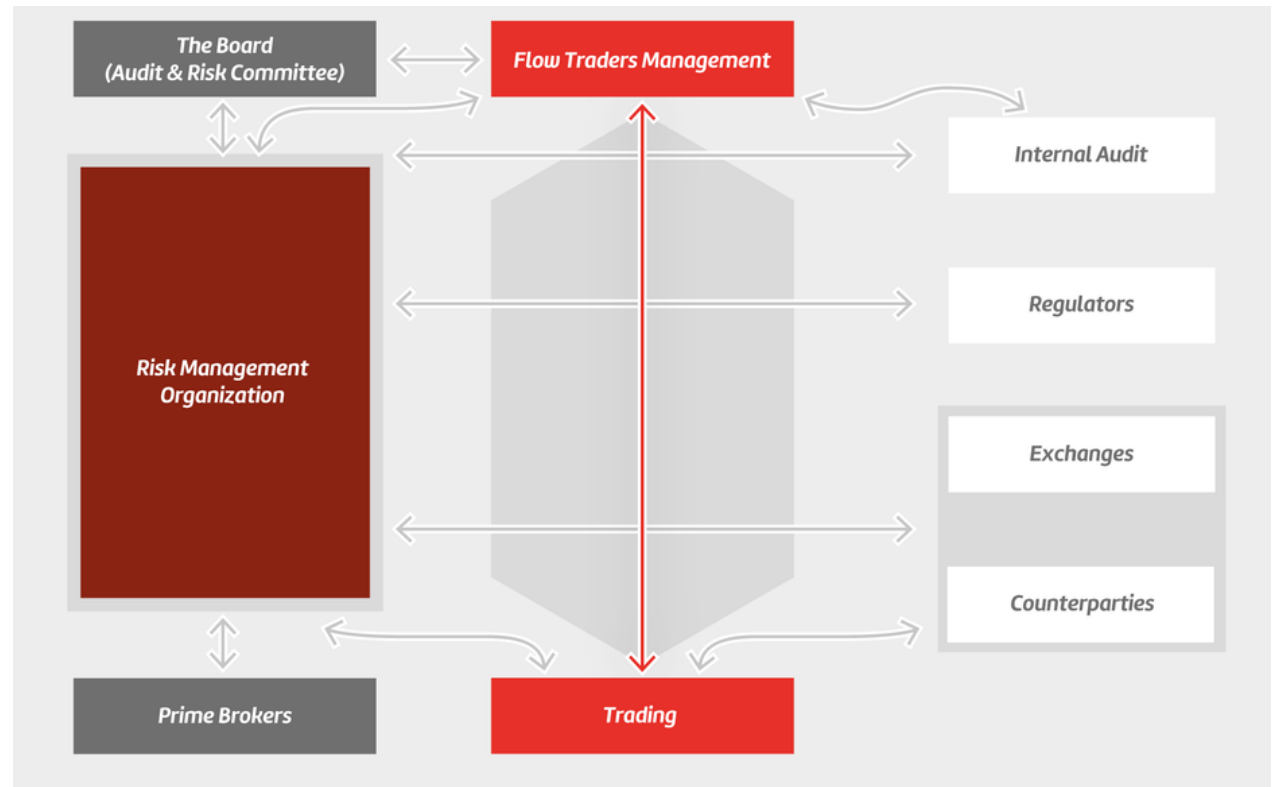 The Board
(Audit & Risk Committee)
Flow Traders Management
Internal Audit
Regulators
Risk Management
Organization
Exchanges
Counterparties
Prime Brokers
Trading